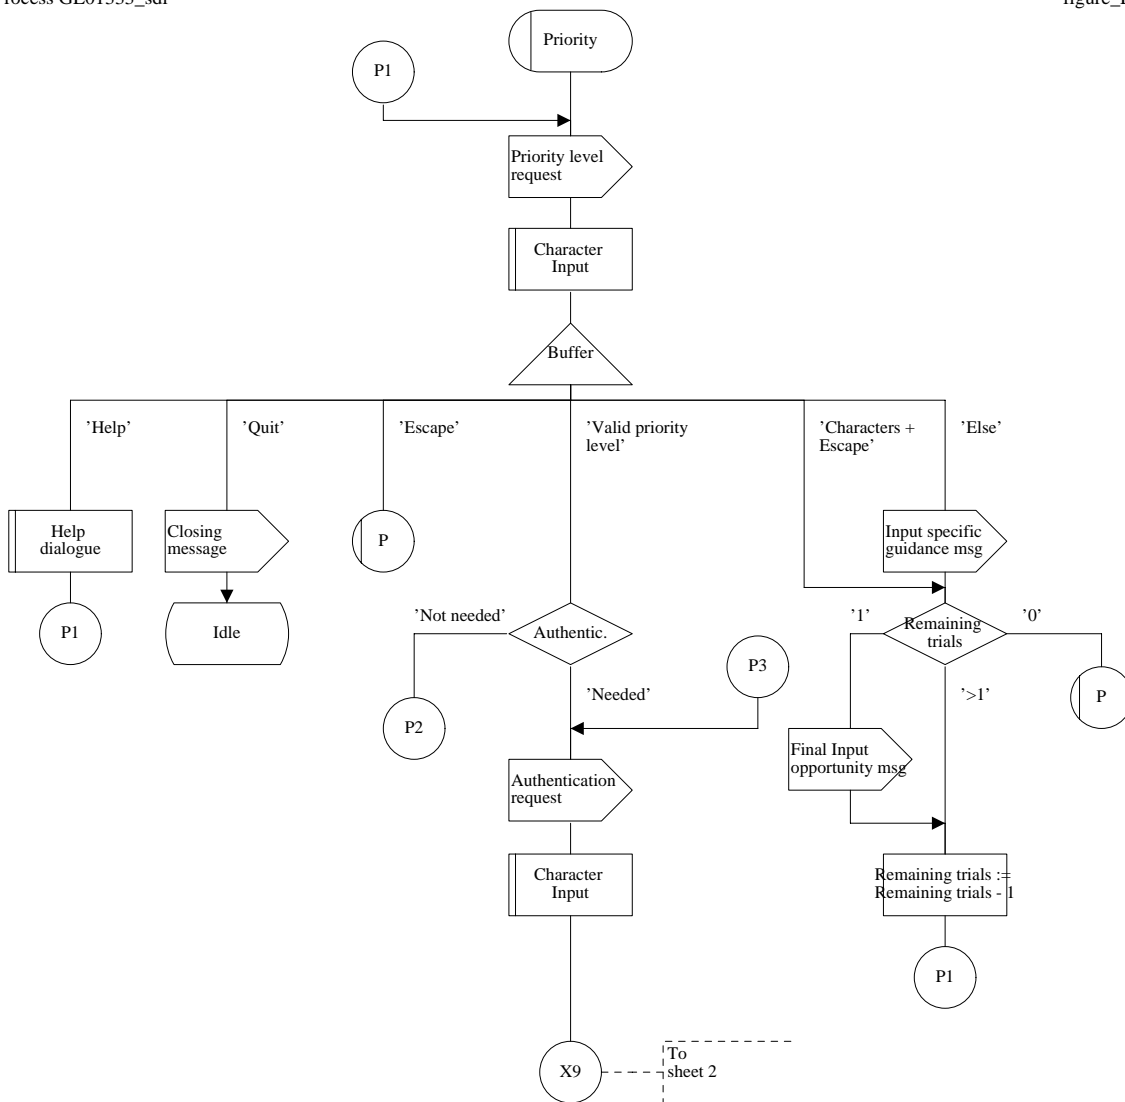 Priority
P1
Priority level
request
Character
Input
Buffer
'Help'
'Quit'
'Escape'
'Valid priority
level'
'Characters +
Escape'
'Else'
Help
dialogue
Closing
message
P
Input specific
guidance msg
P1
Idle
'Not needed'
Authentic.
'1'
Remaining
trials
'0'
P3
'Needed'
'>1'
P
P2
Final Input
opportunity msg
Authentication
request
Character
Input
Remaining trials :=
Remaining trials - 1
P1
X9
To
sheet 2